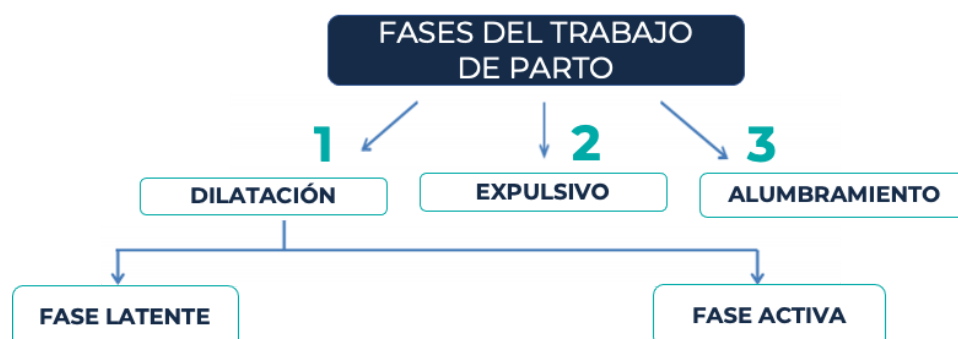 FASES DEL TRABAJO
DE PARTO
1
DILATACIÓN
2
EXPULSIVO
3
ALUMBRAMIENTO
FASE LATENTE
FASE ACTIVA